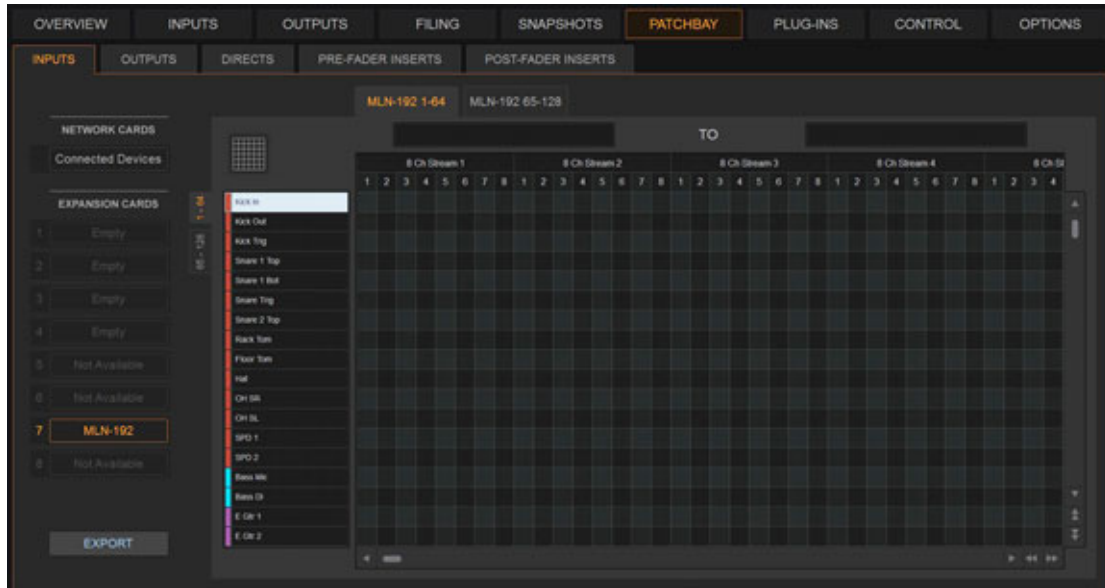 OVERVIEW INPUTS OUTPUTS FILING SNAPSHOTS PATCHBAY PLUG-INS CONTROL OPTIONS
INPUTS OUTPUTS DIRECTS PRE-FADER INSERTS POST-FADER INSERTS
MLN-192 1-64 MLN-192 65-128
NETWORK CARDS
Connected Devices
EXPANSION CARDS
1 Empty
2 Empty
3 Empty
4 Empty
5 Not Available
6 Not Available
7 MLN-192
8 Not Available
EXPORT
1 - 64
65 - 128
TO
8 Ch Stream 1 8 Ch Stream 2 8 Ch Stream 3 8 Ch Stream 4 8 Ch St
1 2 3 4 5 6 7 8 1 2 3 4 5 6 7 8 1 2 3 4 5 6 7 8 1 2 3 4 5 6 7 8 1 2 3 4
Kick In
Kick Out
Kick Trig
Snare 1 Top
Snare 1 Bot
Snare Trig
Snare 2 Top
Rack Tom
Floor Tom
Hat
OH SR
OH SL
SPD 1
SPD 2
Bass Mic
Bass DI
E Gtr 1
E Gtr 2